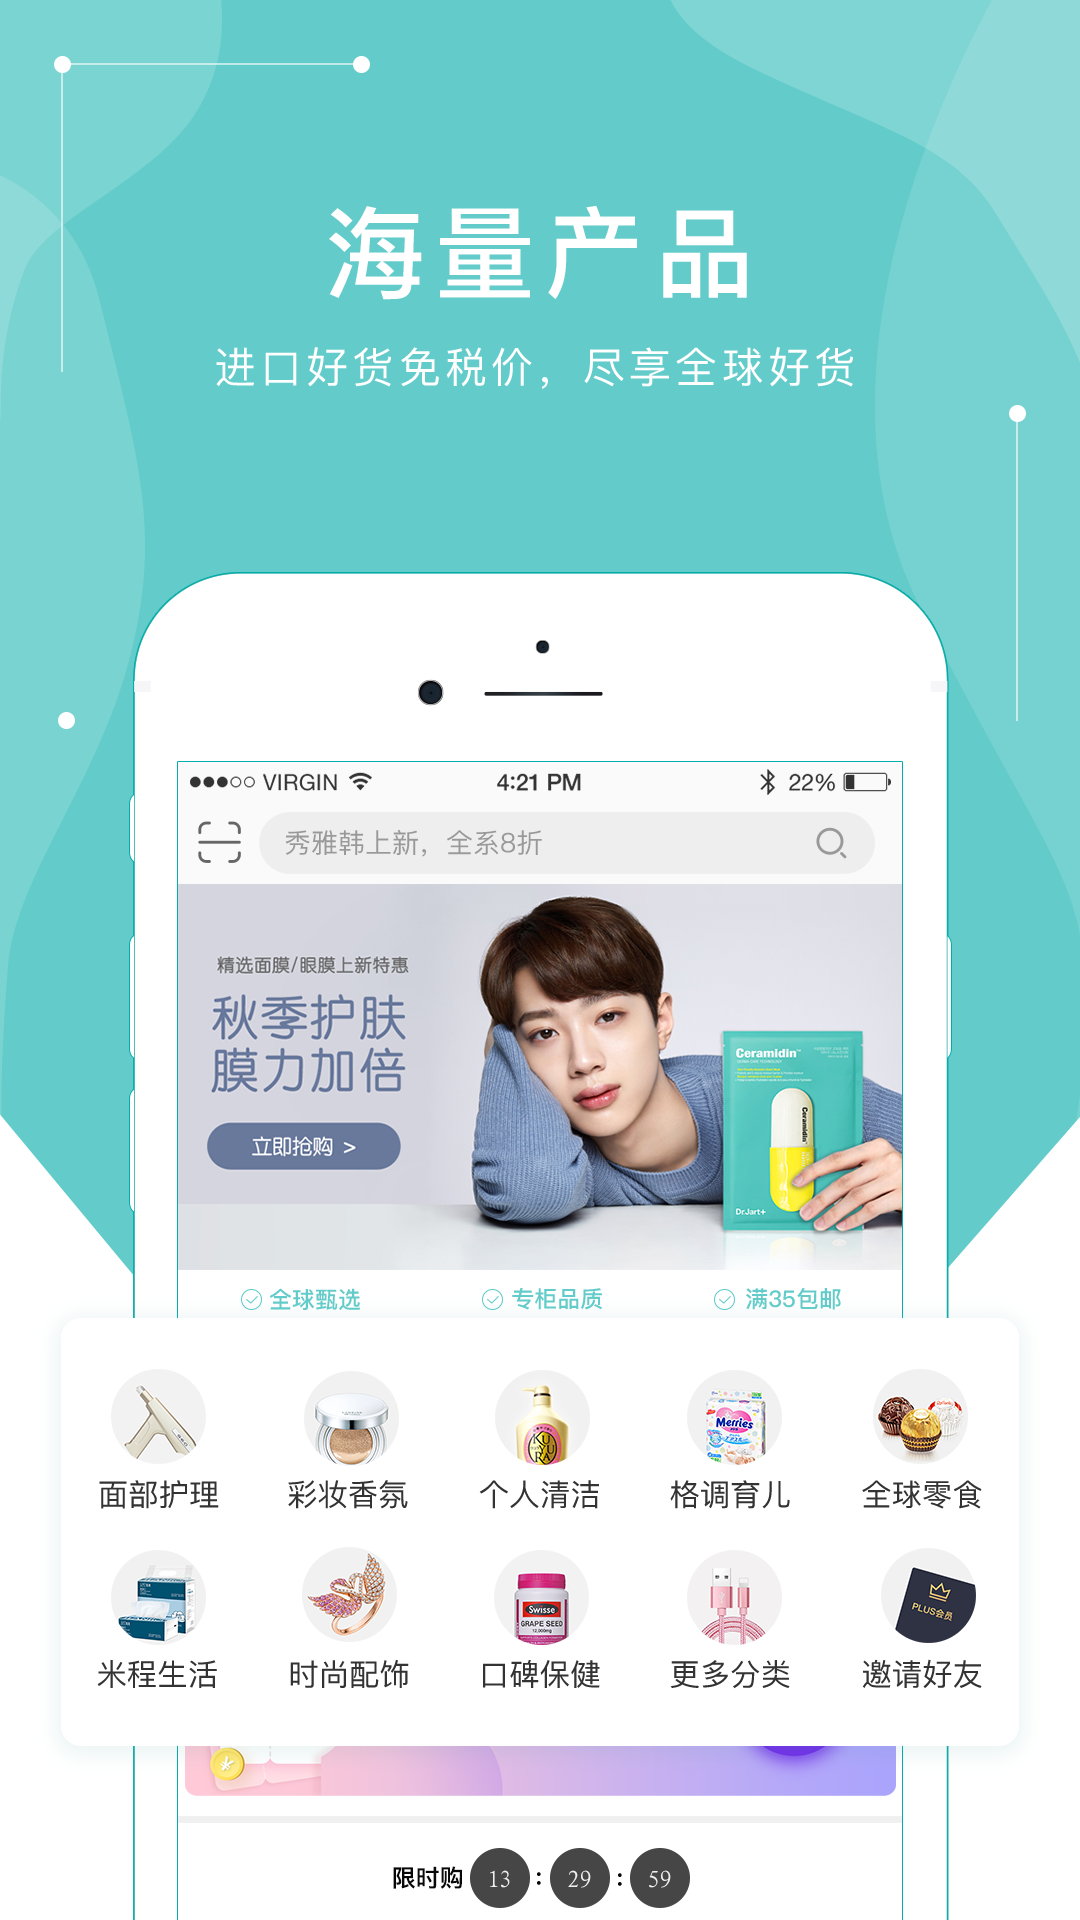 海量产品
进口好货免税价，尽享全球好货
VIRGIN 4:21 PM 22%
秀雅韩上新，全系8折
精选面膜/眼膜上新特惠
秋季护肤
膜力加倍
立即抢购 >
Ceramidin
Ceramidin
Dr.Jart+
全球甄选 专柜品质 满35包邮
Merries
KU
YU
RA
面部护理 彩妆香氛 个人清洁 格调育儿 全球零食
Swisse
GRAPE SEED
12,000mg
PLUS会员
米程生活 时尚配饰 口碑保健 更多分类 邀请好友
限时购 13 : 29 : 59